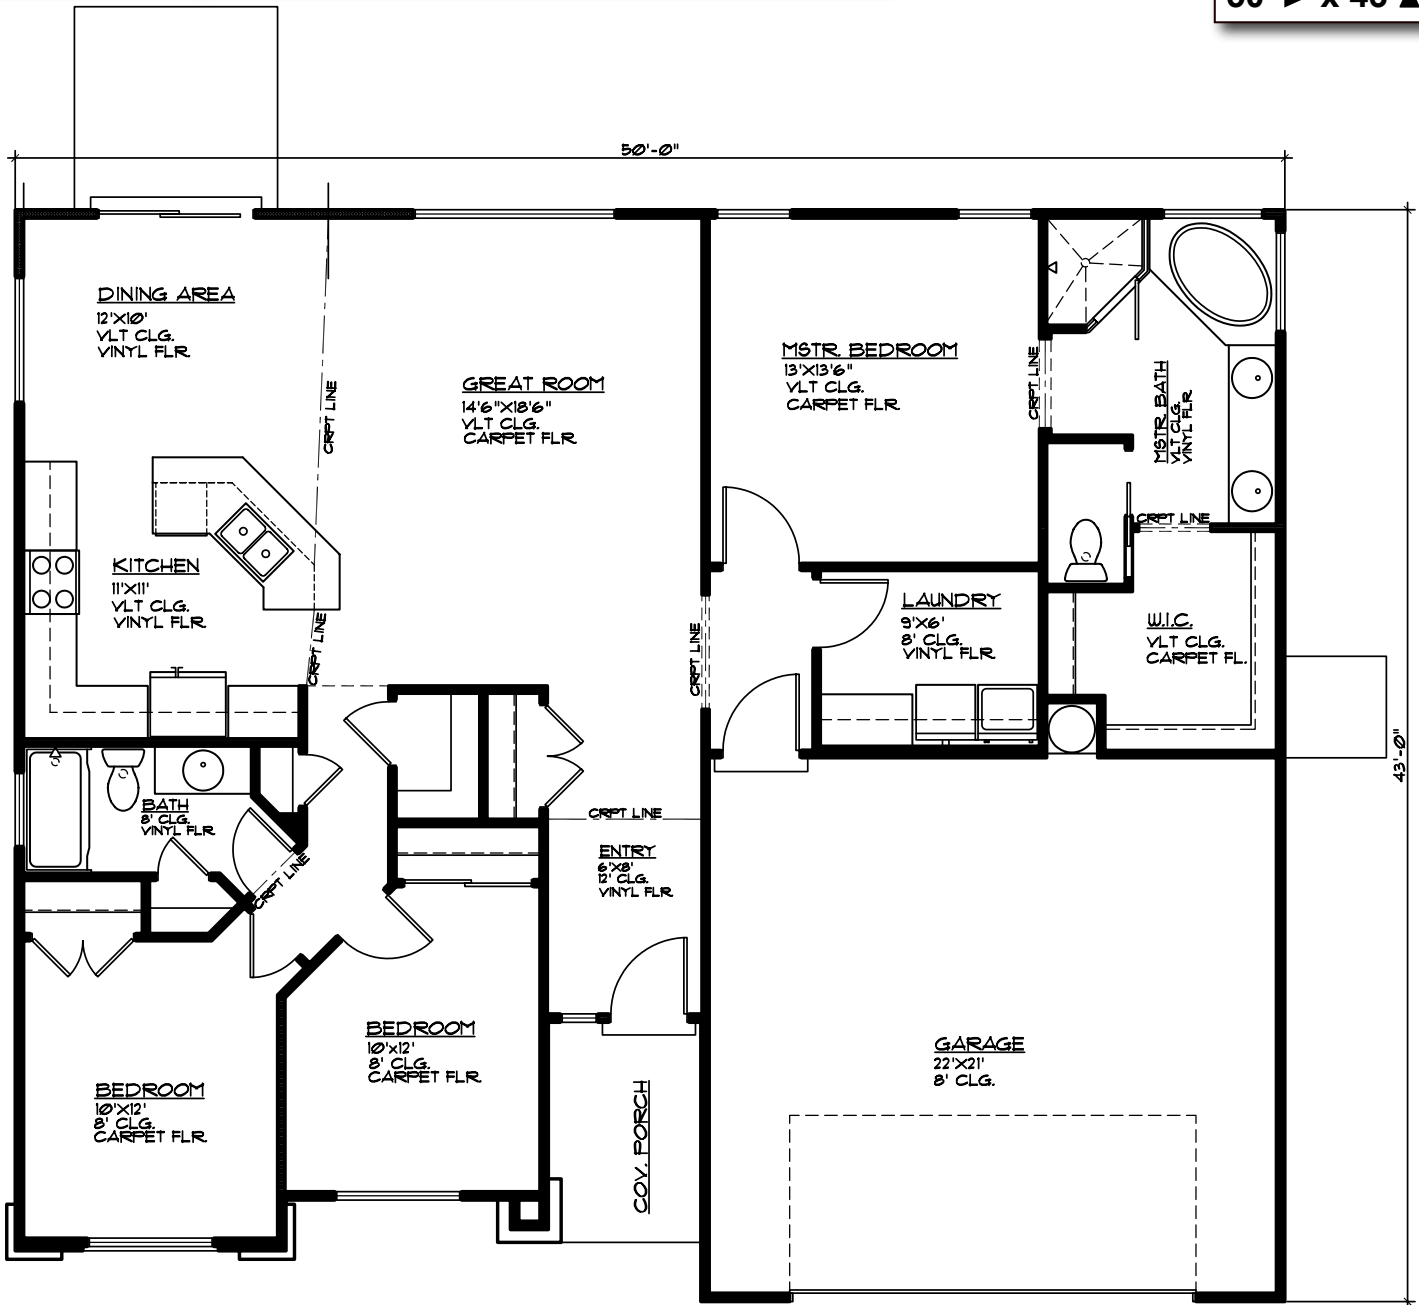 50'-0"
DINING AREA
12'X10'
VLT CLG.
VINYL FLR.
CRPT LINE
GREAT ROOM
14'6"X18'6"
VLT CLG.
CARPET FLR.
MSTR. BEDROOM
13'X13'6"
VLT CLG.
CARPET FLR.
CRPT LINE
MSTR. BATH
VLT CLG.
VINYL FLR.
CRPT LINE
KITCHEN
11'X11'
VLT CLG.
VINYL FLR.
CRPT LINE
CRPT LINE
LAUNDRY
9'X6'
8' CLG.
VINYL FLR.
W.I.C.
VLT CLG.
CARPET FL.
43'-0"
BATH
8' CLG.
VINYL FLR.
CRPT LINE
CRPT LINE
ENTRY
6'X8'
12' CLG.
VINYL FLR.
BEDROOM
10'x12'
8' CLG.
CARPET FLR.
BEDROOM
10'X12'
8' CLG.
CARPET FLR.
COV. PORCH
GARAGE
22'X21'
8' CLG.